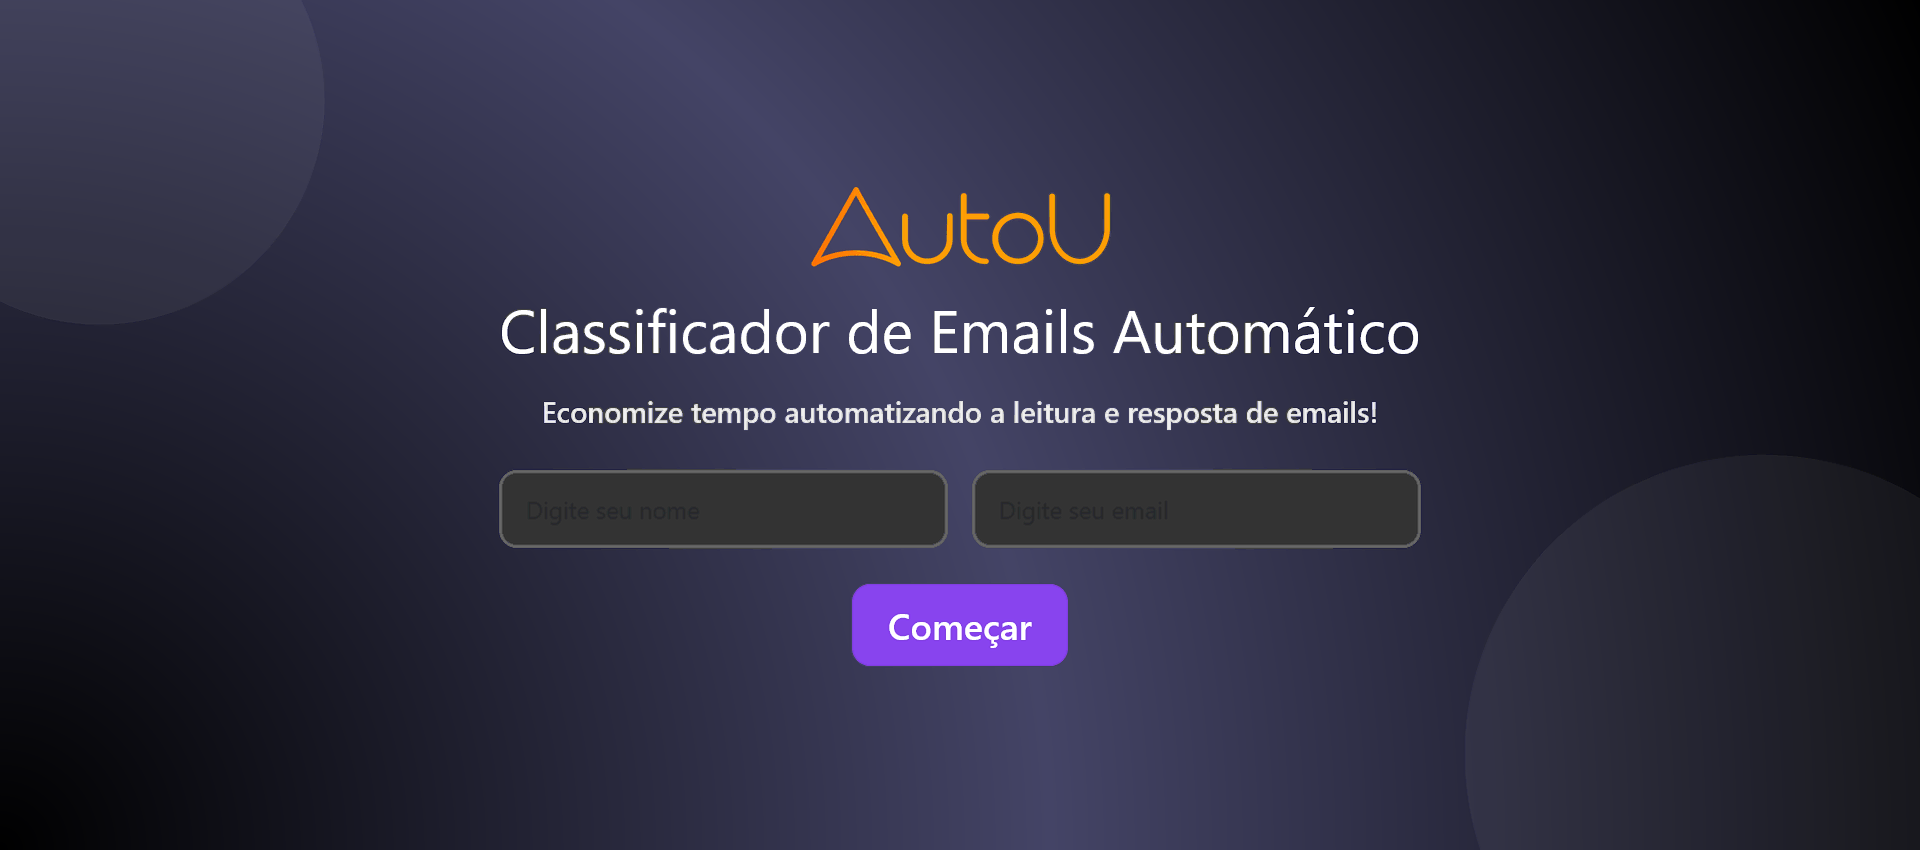 AutoU
Classificador de Emails Automático
Economize tempo automatizando a leitura e resposta de emails!
Digite seu nome
Digite seu email
Começar